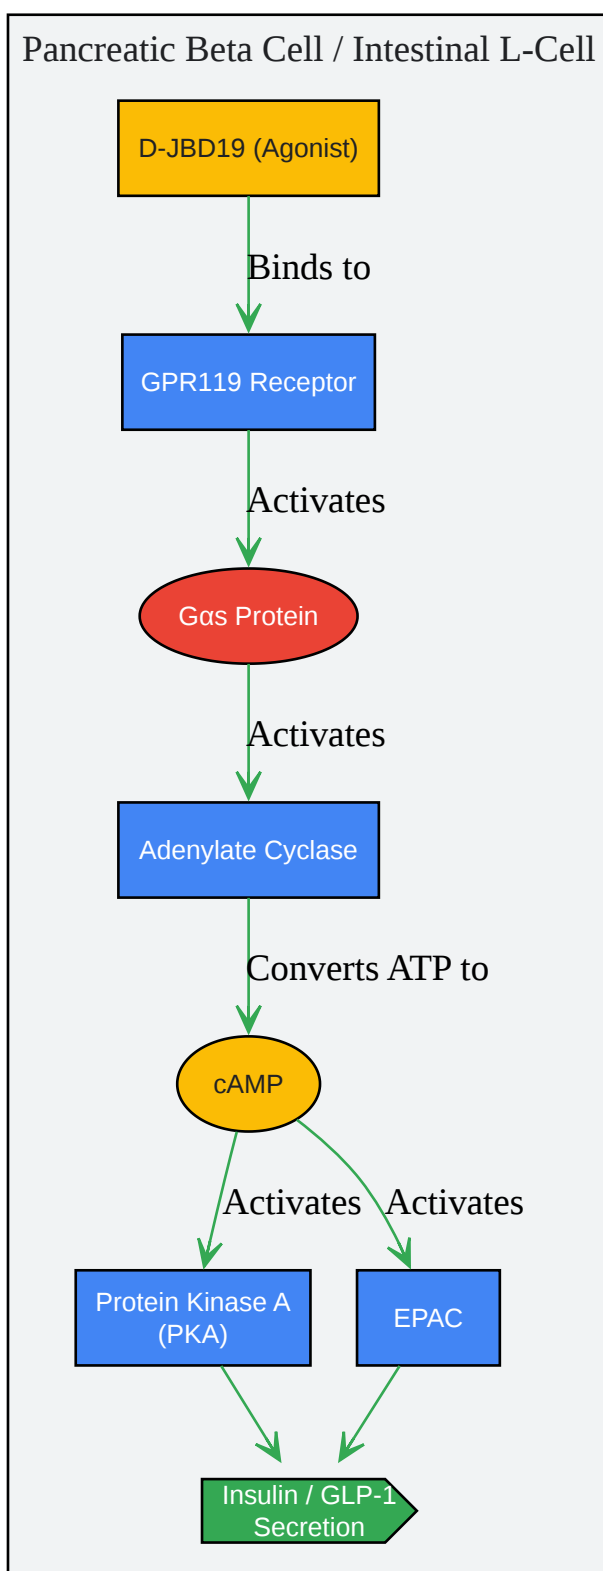 Pancreatic Beta Cell / Intestinal L-Cell
D-JBD19 (Agonist)
Binds to
GPR119 Receptor
Activates
Gαs Protein
Activates
Adenylate Cyclase
Converts ATP to
cAMP
Activates
Activates
Protein Kinase A
(PKA)
EPAC
Insulin / GLP-1
Secretion